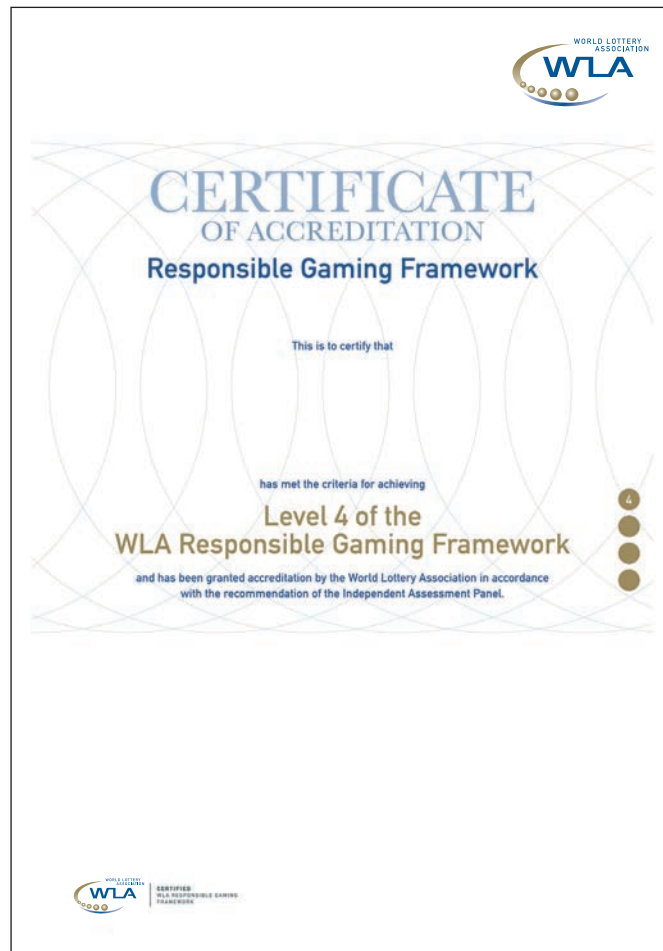 WORLD LOTTERY
ASSOCIATION
WLA
CERTIFICATE
OF ACCREDITATION
Responsible Gaming Framework
This is to certify that
has met the criteria for achieving
4
Level 4 of the
WLA Responsible Gaming Framework
and has been granted accreditation by the World Lottery Association in accordance
with the recommendation of the Independent Assessment Panel.
WORLD LOTTERY
ASSOCIATION
WLA
CERTIFIED
WLA RESPONSIBLE GAMING
FRAMEWORK